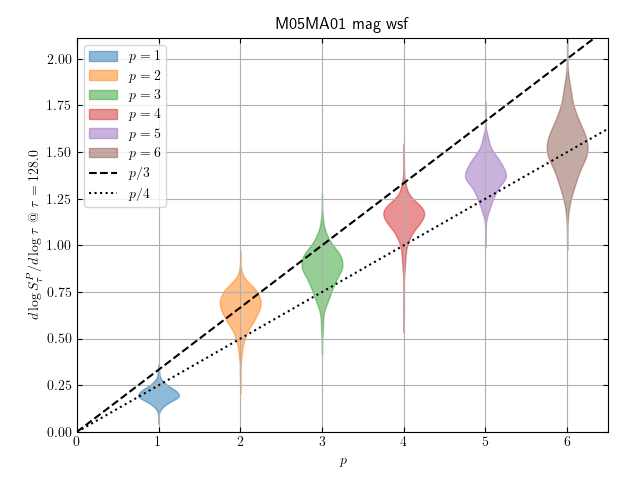 M05MA01 mag wsf
2.00
1.75
1.50
1.25
1.00
0.75
0.50
0.25
0.00
d log S_τ^P / d log τ @ τ = 128.0
p = 1
p = 2
p = 3
p = 4
p = 5
p = 6
p/3
p/4
0 1 2 3 4 5 6
p